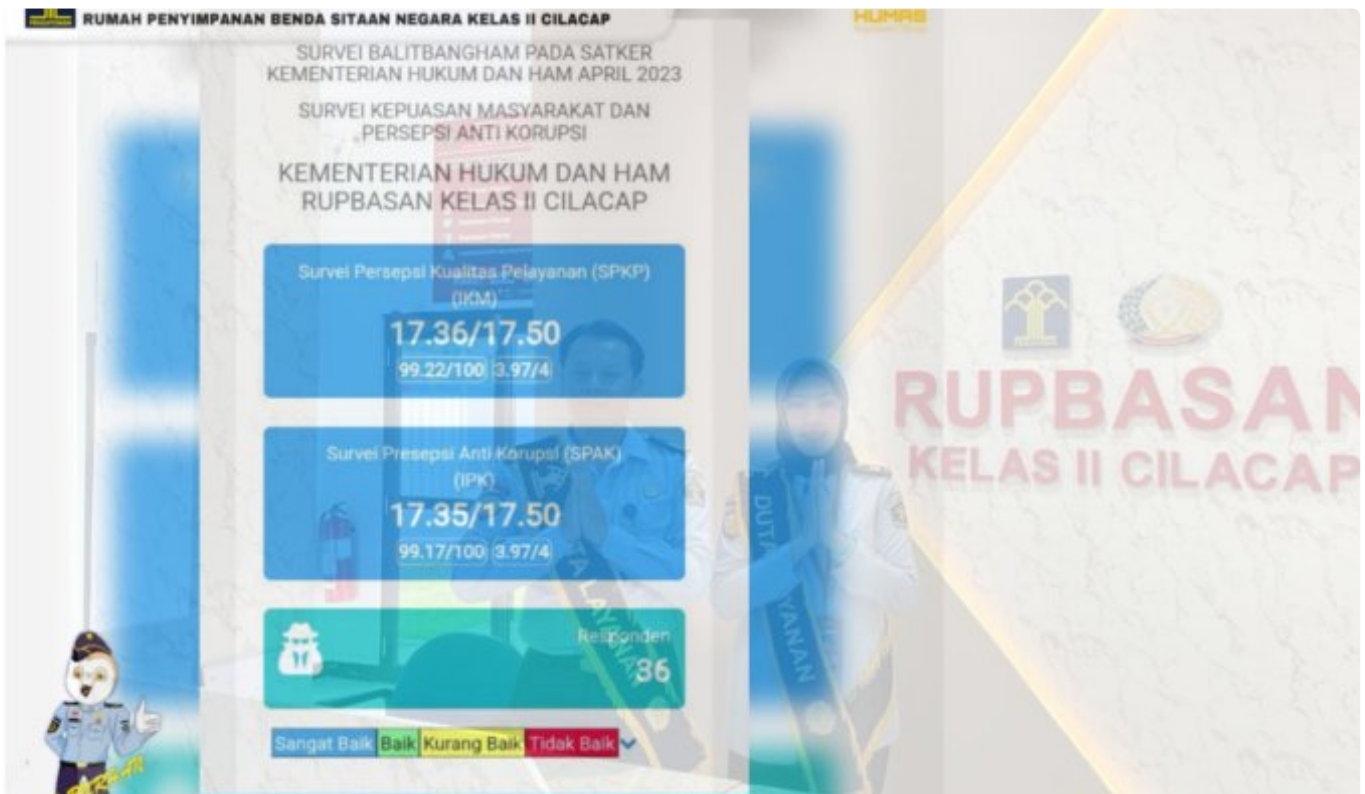 RUMAH PENYIMPANAN BENDA SITAAN NEGARA KELAS II CILACAP
HUMAS
SURVEI BALITBANGHAM PADA SATKER
KEMENTERIAN HUKUM DAN HAM APRIL 2023
SURVEI KEPUASAN MASYARAKAT DAN
PERSEPSI ANTI KORUPSI
KEMENTERIAN HUKUM DAN HAM
RUPBASAN KELAS II CILACAP
Survei Persepsi Kualitas Pelayanan (SPKP)
(IKM)
17.36/17.50
99.22/100 3.97/4
Survei Presepsi Anti Korupsi (SPAK)
(IPK)
17.35/17.50
99.17/100 3.97/4
Responden
36
Sangat Baik Baik Kurang Baik Tidak Baik
RUPBASAN
KELAS II CILACAP
TA LAYANAN
DUTA YANAN